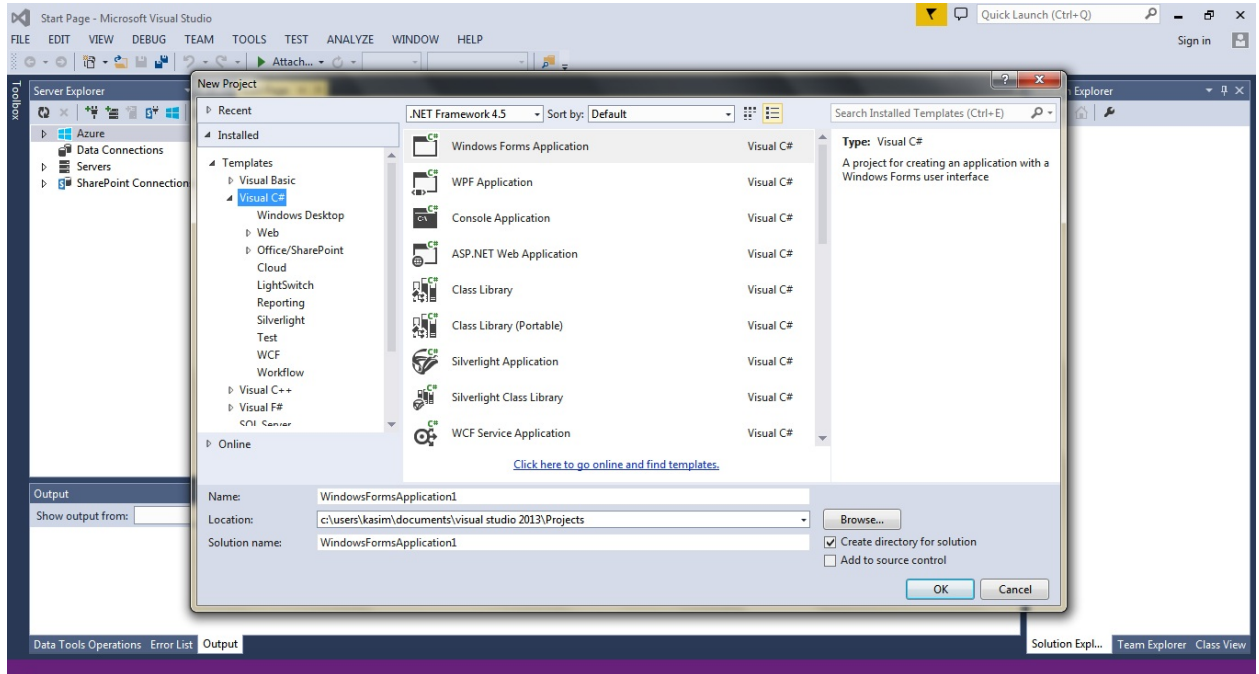 Start Page - Microsoft Visual Studio
Quick Launch (Ctrl+Q)
FILE EDIT VIEW DEBUG TEAM TOOLS TEST ANALYZE WINDOW HELP
Sign in
Attach...
Toolbox
Server Explorer
Explorer
Azure
Data Connections
Servers
SharePoint Connection
New Project
Recent
Installed
Templates
Visual Basic
Visual C#
Windows Desktop
Web
Office/SharePoint
Cloud
LightSwitch
Reporting
Silverlight
Test
WCF
Workflow
Visual C++
Visual F#
SQL Server
Online
.NET Framework 4.5 Sort by: Default
Search Installed Templates (Ctrl+E)
Windows Forms Application Visual C#
WPF Application Visual C#
Console Application Visual C#
ASP.NET Web Application Visual C#
Class Library Visual C#
Class Library (Portable) Visual C#
Silverlight Application Visual C#
Silverlight Class Library Visual C#
WCF Service Application Visual C#
Click here to go online and find templates.
Type: Visual C#
A project for creating an application with a
Windows Forms user interface
Name: WindowsFormsApplication1
Location: c:\users\kasim\documents\visual studio 2013\Projects
Browse...
Solution name: WindowsFormsApplication1
Create directory for solution
Add to source control
OK Cancel
Output
Show output from:
Data Tools Operations Error List Output
Solution Expl... Team Explorer Class View